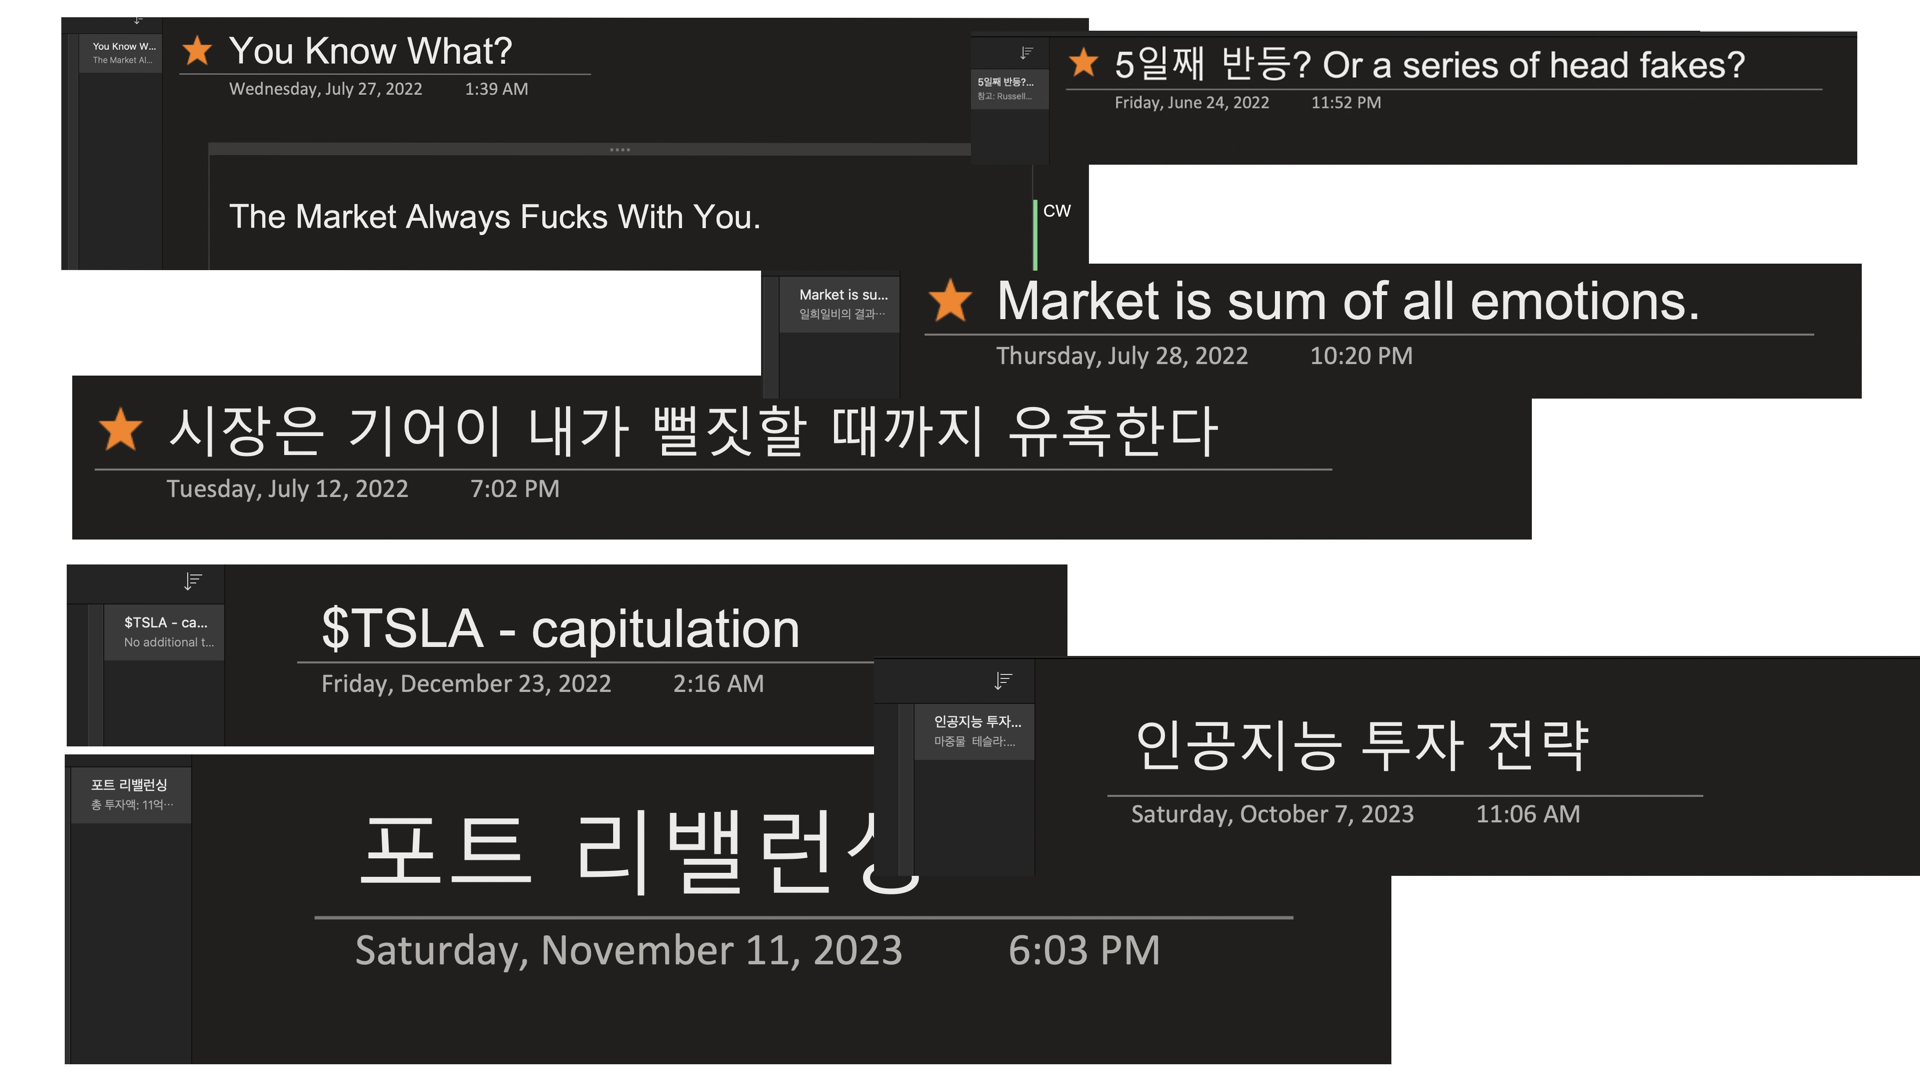 You Know W...
The Market Al...
You Know What?
Wednesday, July 27, 2022 1:39 AM
The Market Always Fucks With You.
CW
5일째 반등?...
참고: Russell...
5일째 반등? Or a series of head fakes?
Friday, June 24, 2022 11:52 PM
Market is su...
일희일비의 결과...
Market is sum of all emotions.
Thursday, July 28, 2022 10:20 PM
시장은 기어이 내가 뻘짓할 때까지 유혹한다
Tuesday, July 12, 2022 7:02 PM
$TSLA - ca...
No additional t...
$TSLA - capitulation
Friday, December 23, 2022 2:16 AM
인공지능 투자...
마중물 테슬라:...
인공지능 투자 전략
Saturday, October 7, 2023 11:06 AM
포트 리밸런싱
총 투자액: 11억...
포트 리밸런싱
Saturday, November 11, 2023 6:03 PM